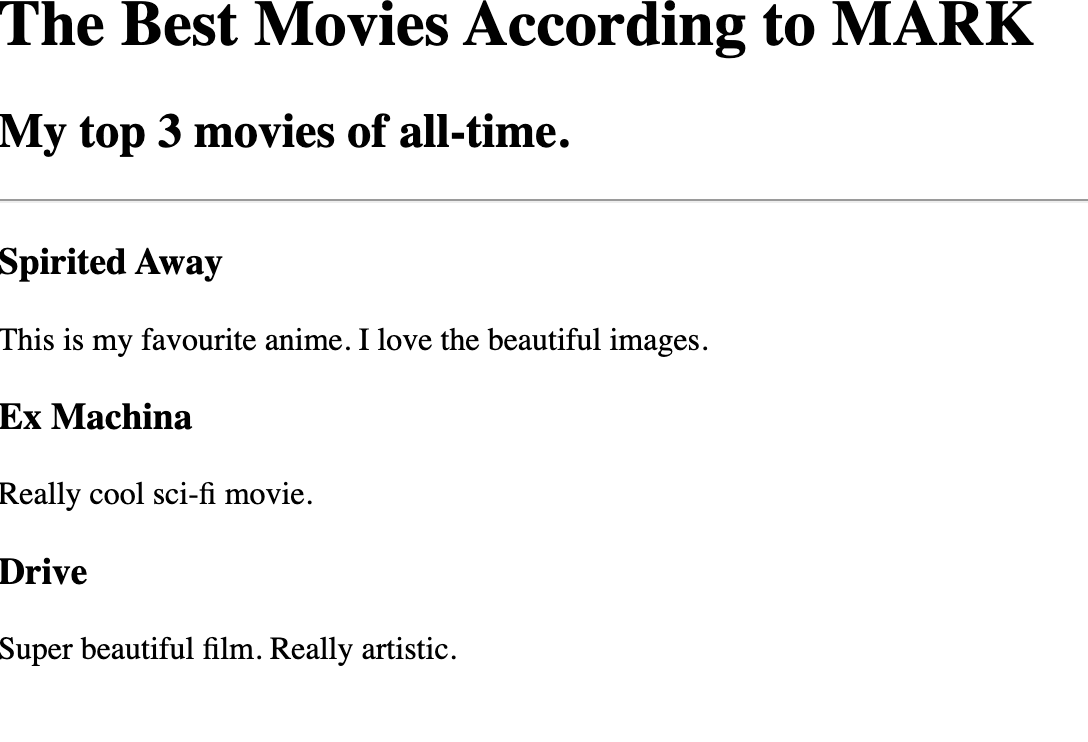 The Best Movies According to MARK
My top 3 movies of all-time.
Spirited Away
This is my favourite anime. I love the beautiful images.
Ex Machina
Really cool sci-fi movie.
Drive
Super beautiful film. Really artistic.